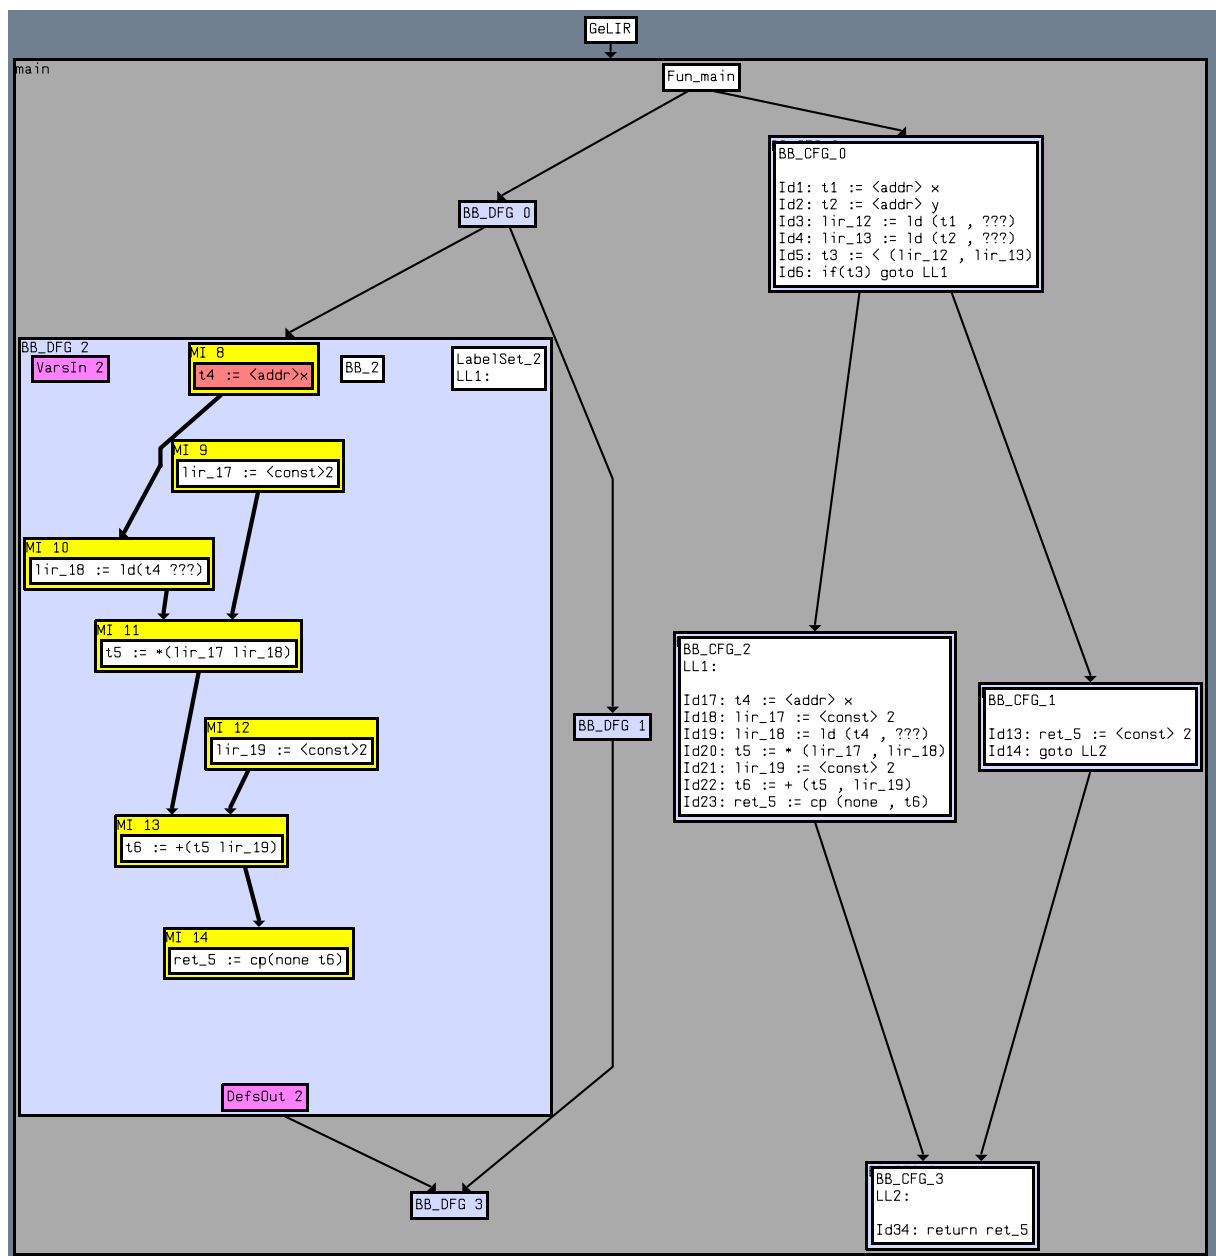 GeLIR
main
Fun_main
BB_CFG_0
Id1: t1 := <addr> x
Id2: t2 := <addr> y
Id3: lir_12 := ld (t1 , ???)
Id4: lir_13 := ld (t2 , ???)
Id5: t3 := < (lir_12 , lir_13)
Id6: if(t3) goto LL1
BB_DFG 0
BB_DFG 2
VarsIn 2
MI 8
t4 := <addr>x
BB_2
LabelSet_2
LL1:
MI 9
lir_17 := <const>2
MI 10
lir_18 := ld(t4 ???)
MI 11
t5 := *(lir_17 lir_18)
MI 12
lir_19 := <const>2
MI 13
t6 := +(t5 lir_19)
MI 14
ret_5 := cp(none t6)
DefsOut 2
BB_DFG 1
BB_CFG_2
LL1:
Id17: t4 := <addr> x
Id18: lir_17 := <const> 2
Id19: lir_18 := ld (t4 , ???)
Id20: t5 := * (lir_17 , lir_18)
Id21: lir_19 := <const> 2
Id22: t6 := + (t5 , lir_19)
Id23: ret_5 := cp (none , t6)
BB_CFG_1
Id13: ret_5 := <const> 2
Id14: goto LL2
BB_DFG 3
BB_CFG_3
LL2:
Id34: return ret_5